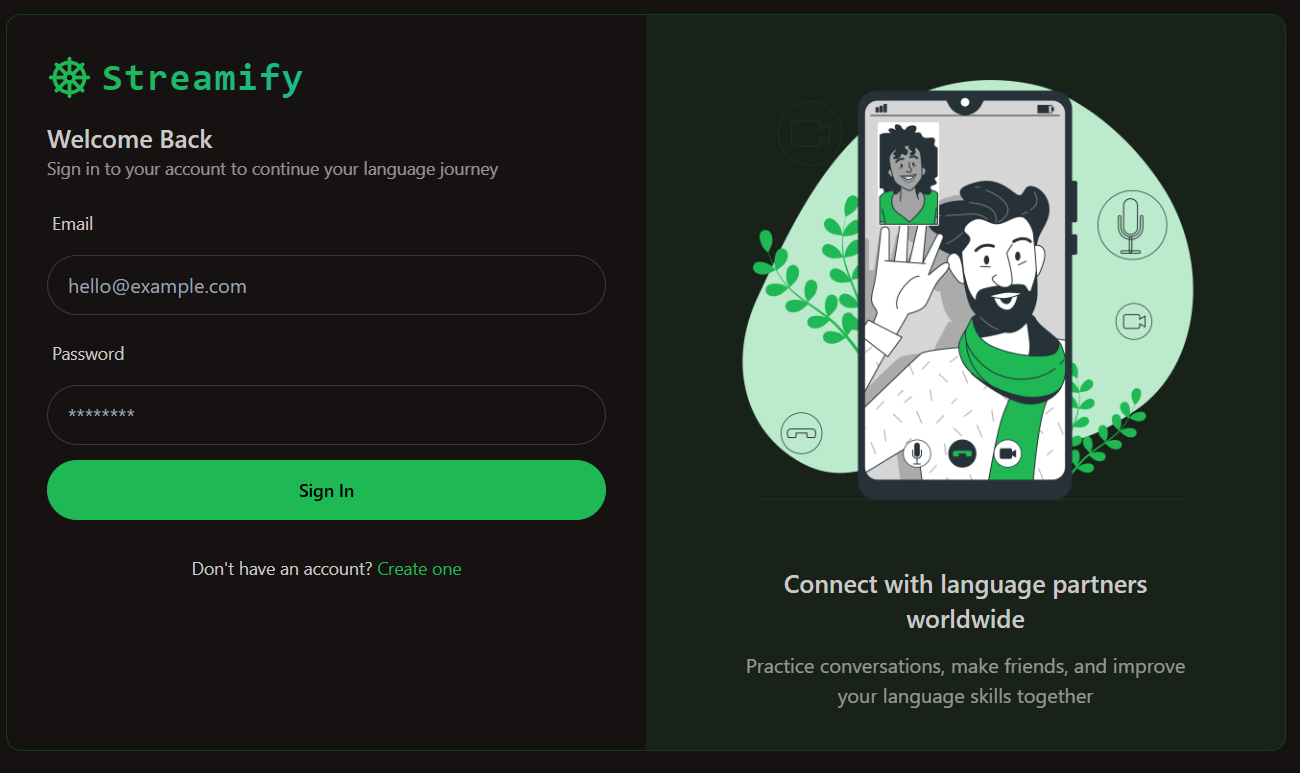 Streamify
Welcome Back
Sign in to your account to continue your language journey
Email
hello@example.com
Password
********
Sign In
Don't have an account? Create one
Connect with language partners
worldwide
Practice conversations, make friends, and improve
your language skills together